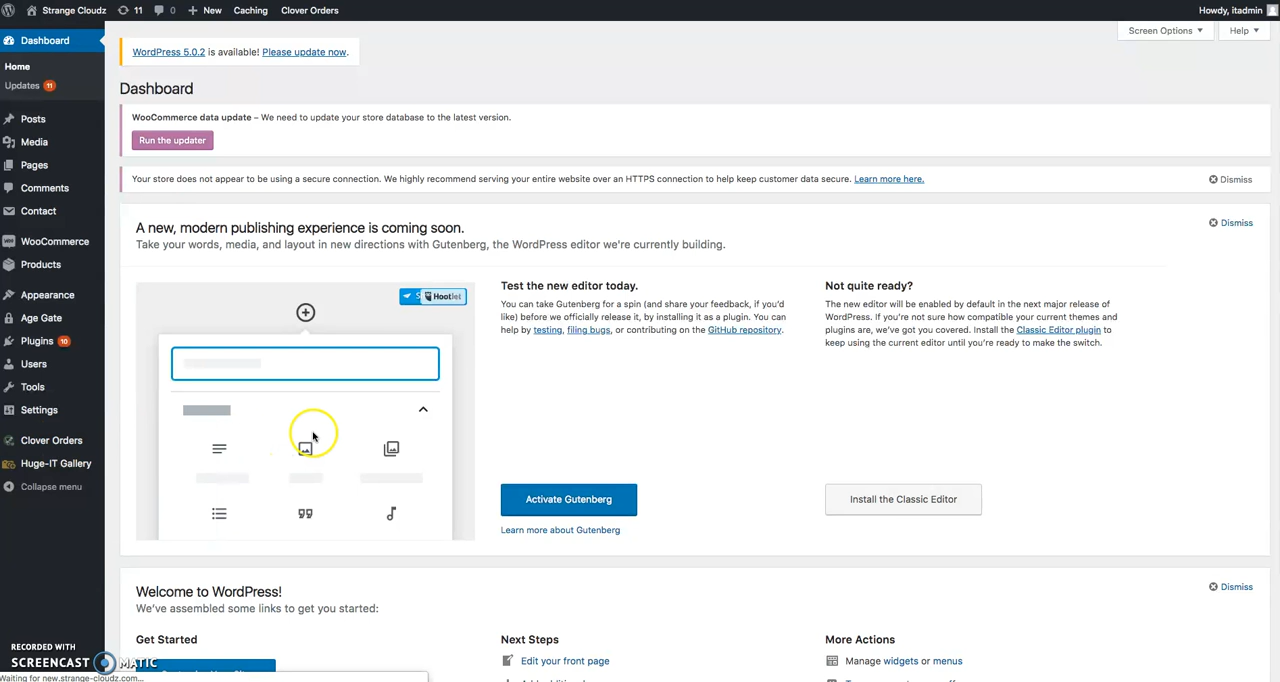 Strange Cloudz 11 0 New Caching Clover Orders Howdy, itadmin
Dashboard
Home
Updates 11
Posts
Media
Pages
Comments
Contact
WooCommerce
Products
Appearance
Age Gate
Plugins 10
Users
Tools
Settings
Clover Orders
Huge-IT Gallery
Collapse menu
Screen Options ▼ Help ▼
WordPress 5.0.2 is available! Please update now.
Dashboard
WooCommerce data update – We need to update your store database to the latest version.
Run the updater
Your store does not appear to be using a secure connection. We highly recommend serving your entire website over an HTTPS connection to help keep customer data secure. Learn more here.
Dismiss
A new, modern publishing experience is coming soon.
Dismiss
Take your words, media, and layout in new directions with Gutenberg, the WordPress editor we're currently building.
HootJet
Test the new editor today.
You can take Gutenberg for a spin (and share your feedback, if you'd
like) before we officially release it, by installing it as a plugin. You can
help by testing, filing bugs, or contributing on the GitHub repository.
Activate Gutenberg
Learn more about Gutenberg
Not quite ready?
The new editor will be enabled by default in the next major release of
WordPress. If you're not sure how compatible your current themes and
plugins are, we've got you covered. Install the Classic Editor plugin to
keep using the current editor until you're ready to make the switch.
Install the Classic Editor
Welcome to WordPress!
Dismiss
We've assembled some links to get you started:
Get Started
Next Steps
Edit your front page
More Actions
Manage widgets or menus
RECORDED WITH
SCREENCAST MATIC
Waiting for new.strange-cloudz.com...